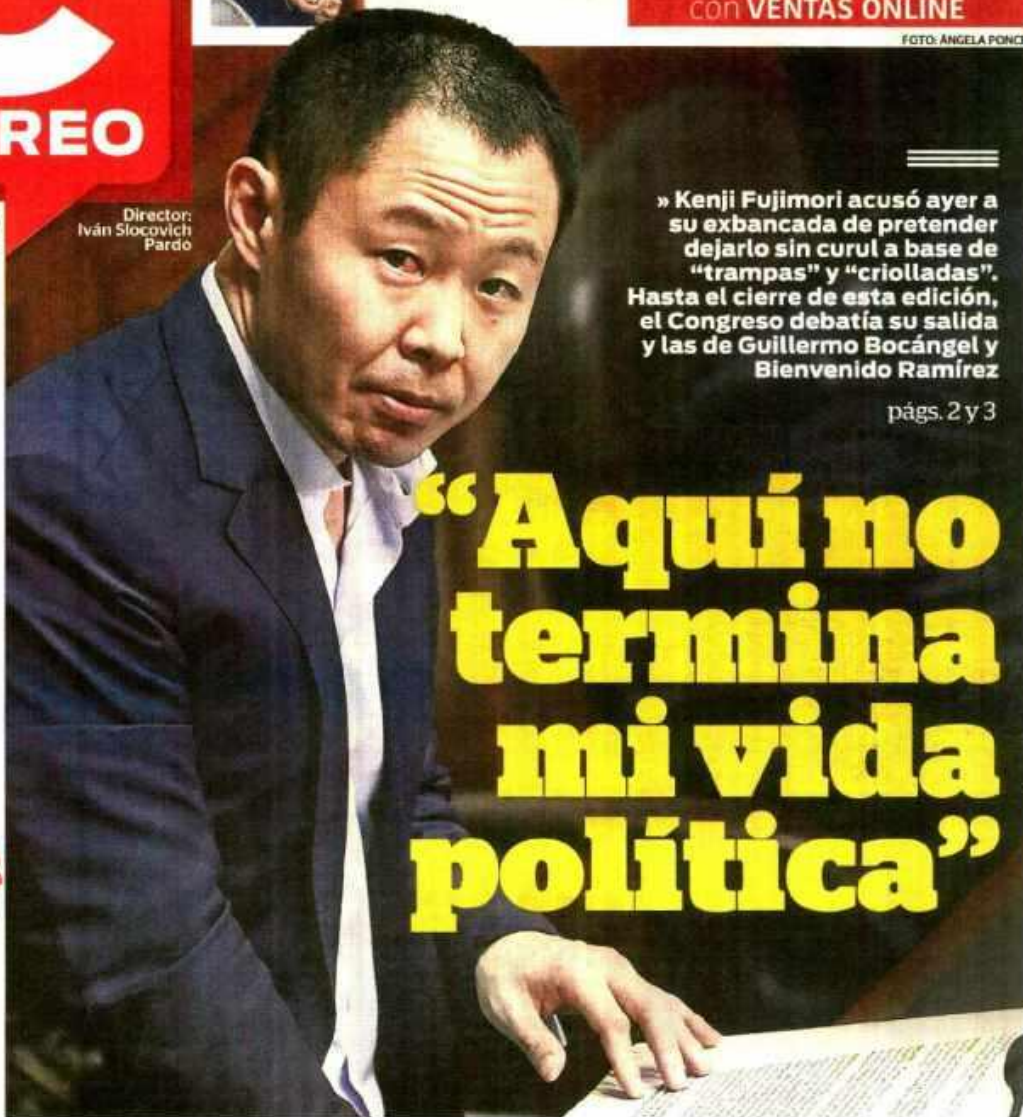 con VENTAS ONLINE
FOTO: ÁNGELA PONCE
REO
Director:
Iván Slocovich
Pardo
» Kenji Fujimori acusó ayer a
su exbancada de pretender
dejarlo sin curul a base de
“trampas” y “criolladas”.
Hasta el cierre de esta edición,
el Congreso debatía su salida
y las de Guillermo Bocángel y
Bienvenido Ramírez
págs. 2 y 3
“Aquí no
termina
mi vida
política”